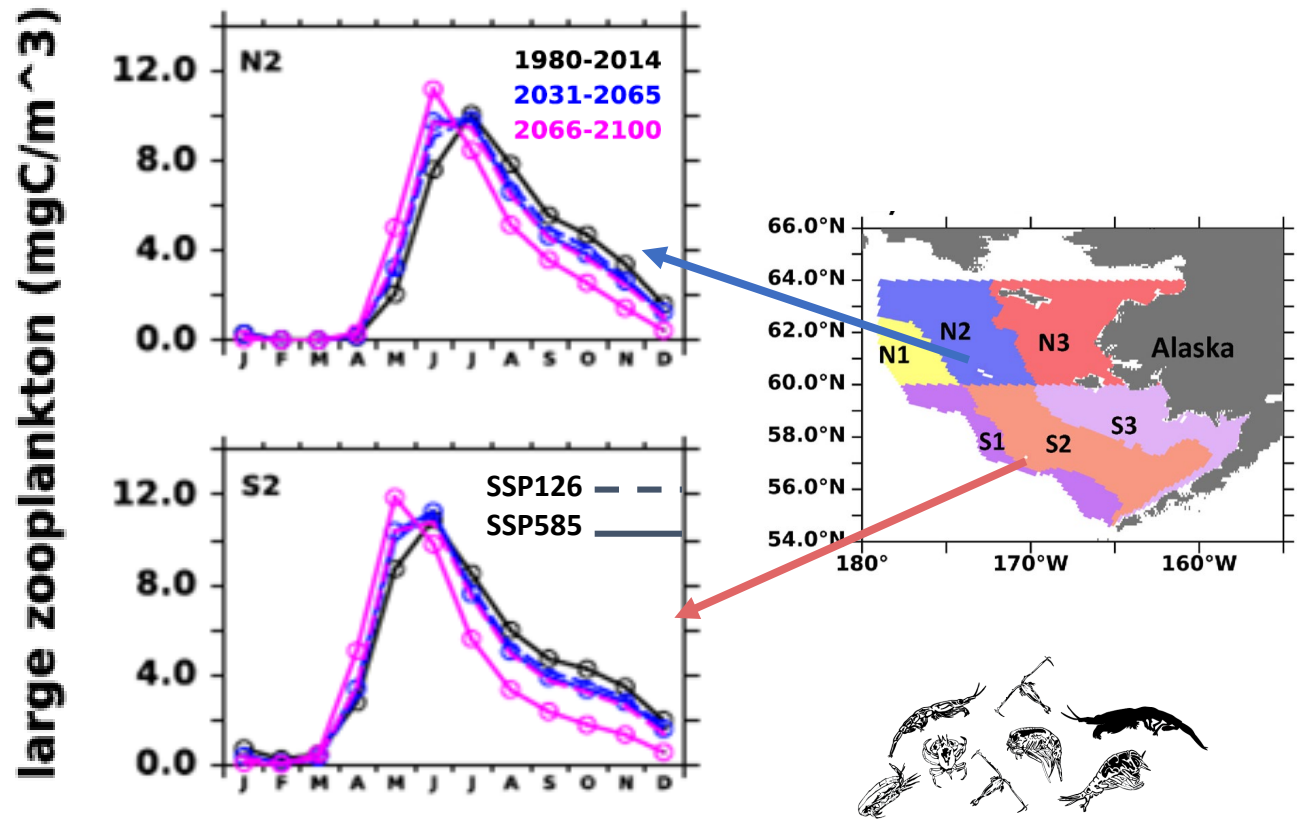 large zooplankton (mgC/m^3)
N2
1980-2014
2031-2065
2066-2100
12.0
8.0
4.0
0.0
J F M A M J J A S O N D
S2
SSP126
SSP585
12.0
8.0
4.0
0.0
J F M A M J J A S O N D
66.0°N
64.0°N
62.0°N
60.0°N
58.0°N
56.0°N
54.0°N
N1
N2
N3
Alaska
S1
S2
S3
180°
170°W
160°W